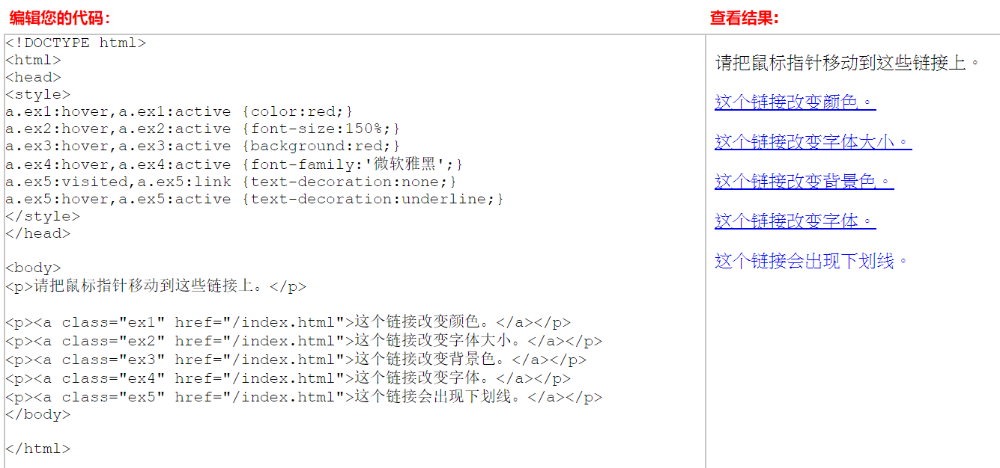 编辑您的代码：
查看结果:
<!DOCTYPE html>
<html>
<head>
<style>
a.ex1:hover,a.ex1:active {color:red;}
a.ex2:hover,a.ex2:active {font-size:150%;}
a.ex3:hover,a.ex3:active {background:red;}
a.ex4:hover,a.ex4:active {font-family:'微软雅黑';}
a.ex5:visited,a.ex5:link {text-decoration:none;}
a.ex5:hover,a.ex5:active {text-decoration:underline;}
</style>
</head>
<body>
<p>请把鼠标指针移动到这些链接上。</p>
<p><a class="ex1" href="/index.html">这个链接改变颜色。</a></p>
<p><a class="ex2" href="/index.html">这个链接改变字体大小。</a></p>
<p><a class="ex3" href="/index.html">这个链接改变背景色。</a></p>
<p><a class="ex4" href="/index.html">这个链接改变字体。</a></p>
<p><a class="ex5" href="/index.html">这个链接会出现下划线。</a></p>
</body>
</html>
请把鼠标指针移动到这些链接上。
这个链接改变颜色。
这个链接改变字体大小。
这个链接改变背景色。
这个链接改变字体。
这个链接会出现下划线。